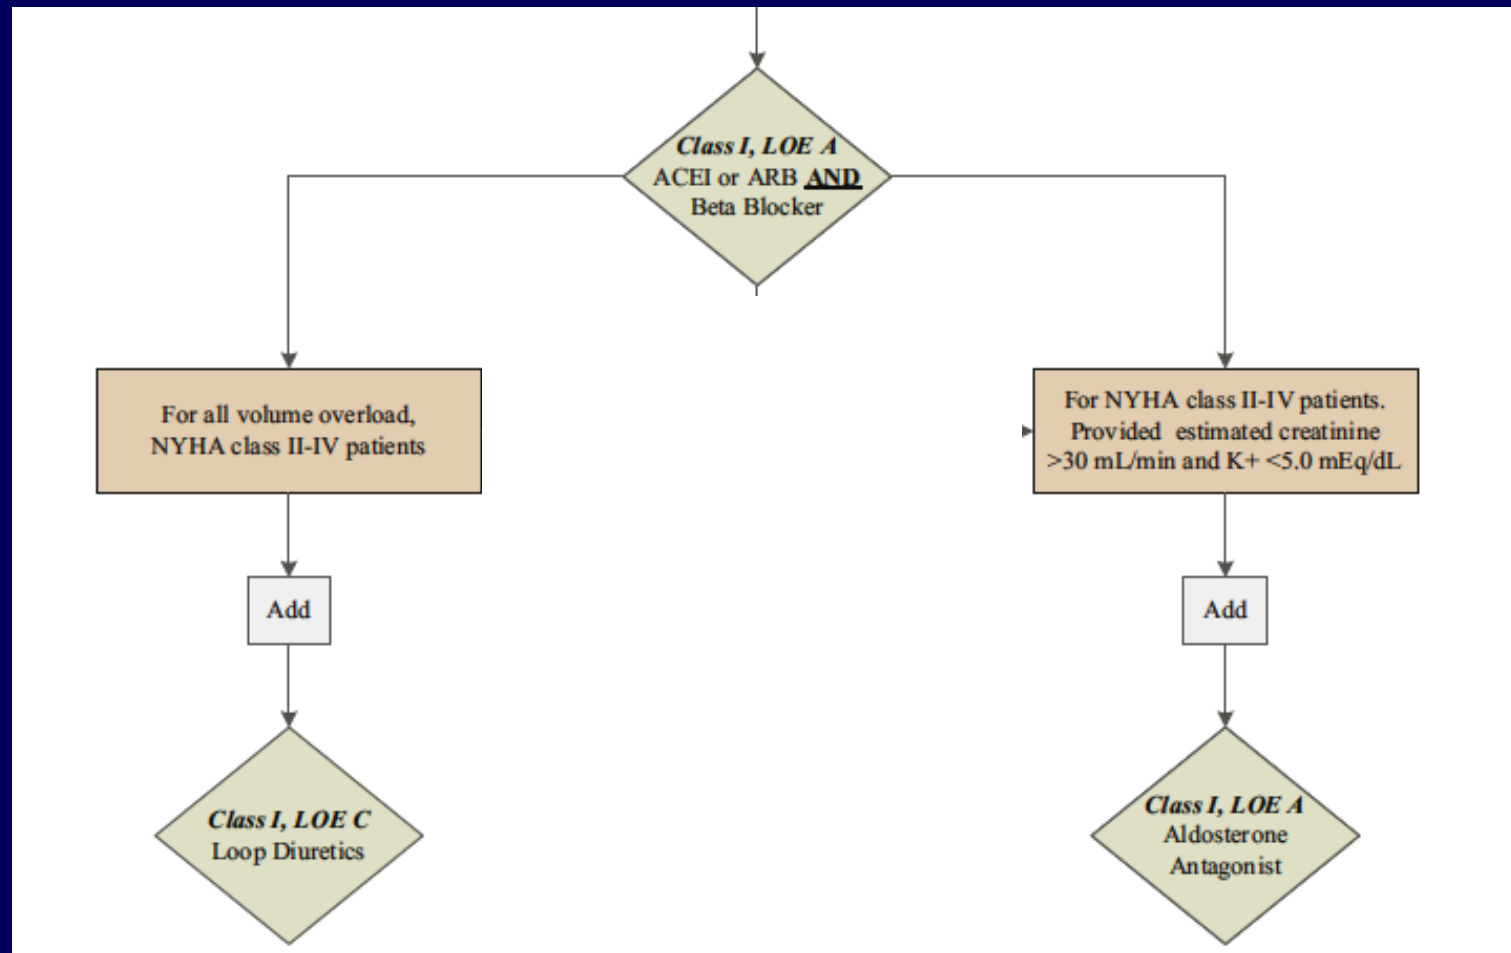 Class I, LOE A
ACEI or ARB AND
Beta Blocker
For all volume overload,
NYHA class II-IV patients
For NYHA class II-IV patients.
Provided estimated creatinine
>30 mL/min and K+ <5.0 mEq/dL
Add
Add
Class I, LOE C
Loop Diuretics
Class I, LOE A
Aldosterone
Antagonist